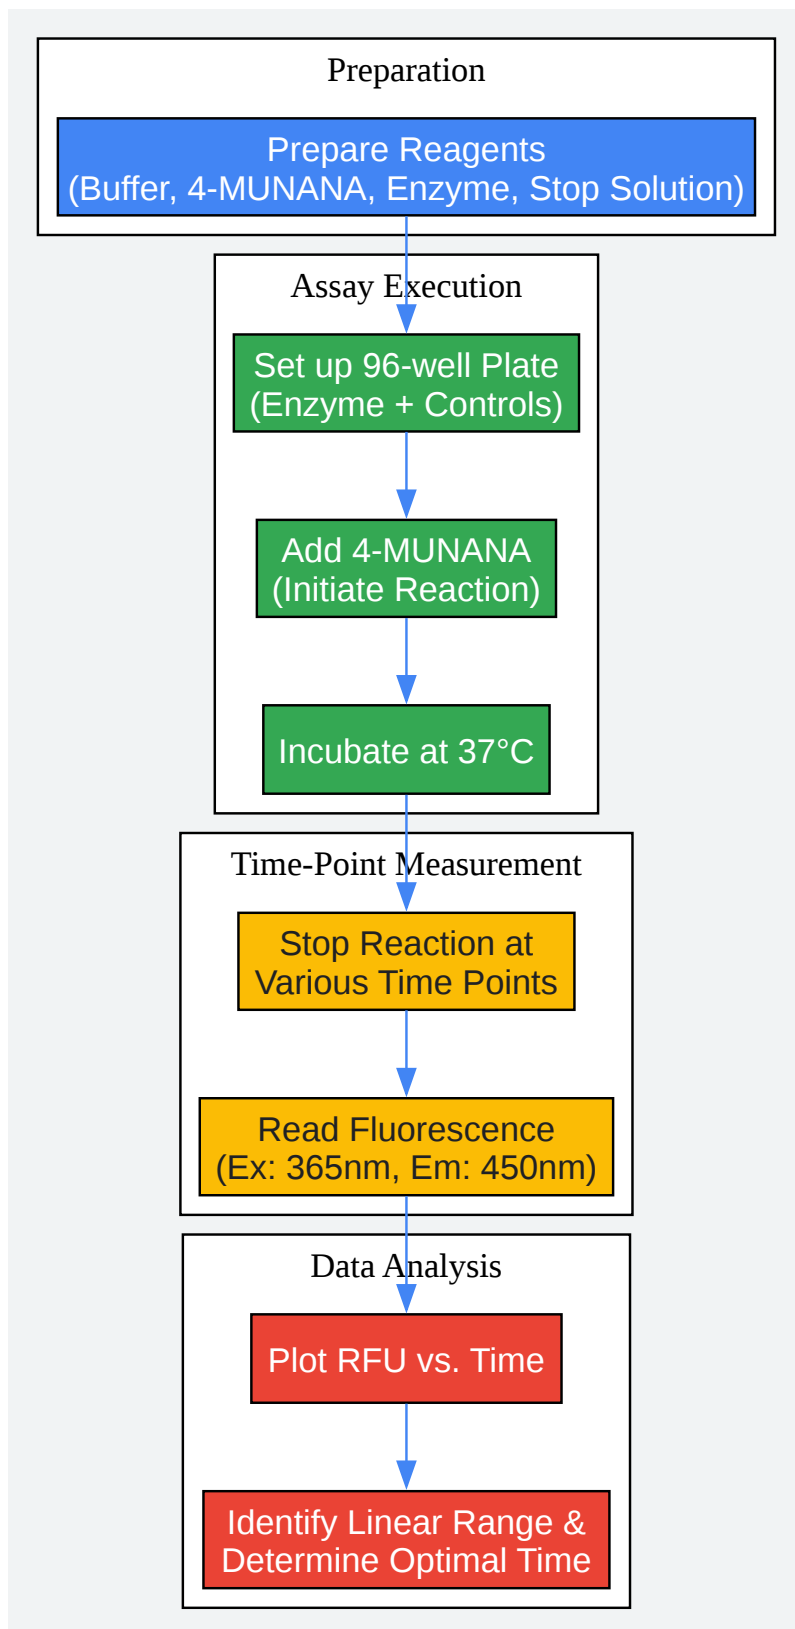 Preparation
Prepare Reagents
(Buffer, 4-MUNANA, Enzyme, Stop Solution)
Assay Execution
Set up 96-well Plate
(Enzyme + Controls)
Add 4-MUNANA
(Initiate Reaction)
Incubate at 37°C
Time-Point Measurement
Stop Reaction at
Various Time Points
Read Fluorescence
(Ex: 365nm, Em: 450nm)
Data Analysis
Plot RFU vs. Time
Identify Linear Range &
Determine Optimal Time